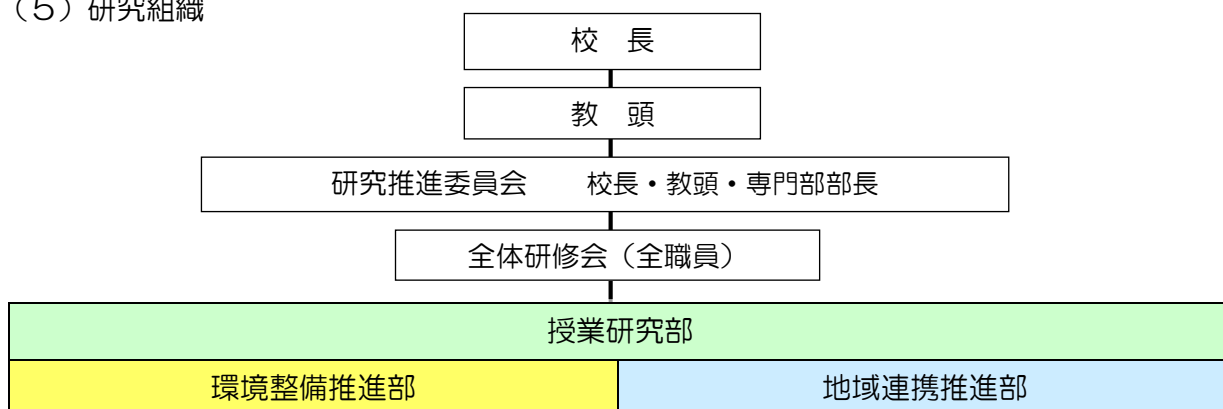 （５）研究組織
校　長
教　頭
研究推進委員会　　校長・教頭・専門部部長
全体研修会（全職員）
授業研究部
環境整備推進部　地域連携推進部